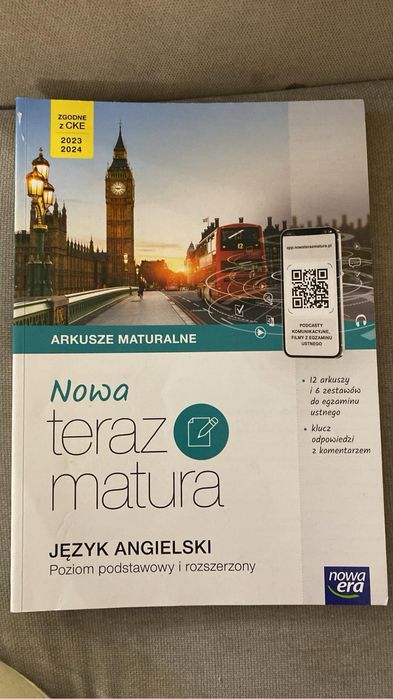 ZGODNE
z CKE
2023
2024
12
app.nowaterazmatura.pl
PODCASTY
KOMUNIKACYJNE,
FILMY Z EGZAMINU
USTNEGO
ARKUSZE MATURALNE
Nowa
teraz
matura
• 12 arkuszy
i 6 zestawów
do egzaminu
ustnego
• klucz
odpowiedzi
z komentarzem
JĘZYK ANGIELSKI
Poziom podstawowy i rozszerzony
nowa
era